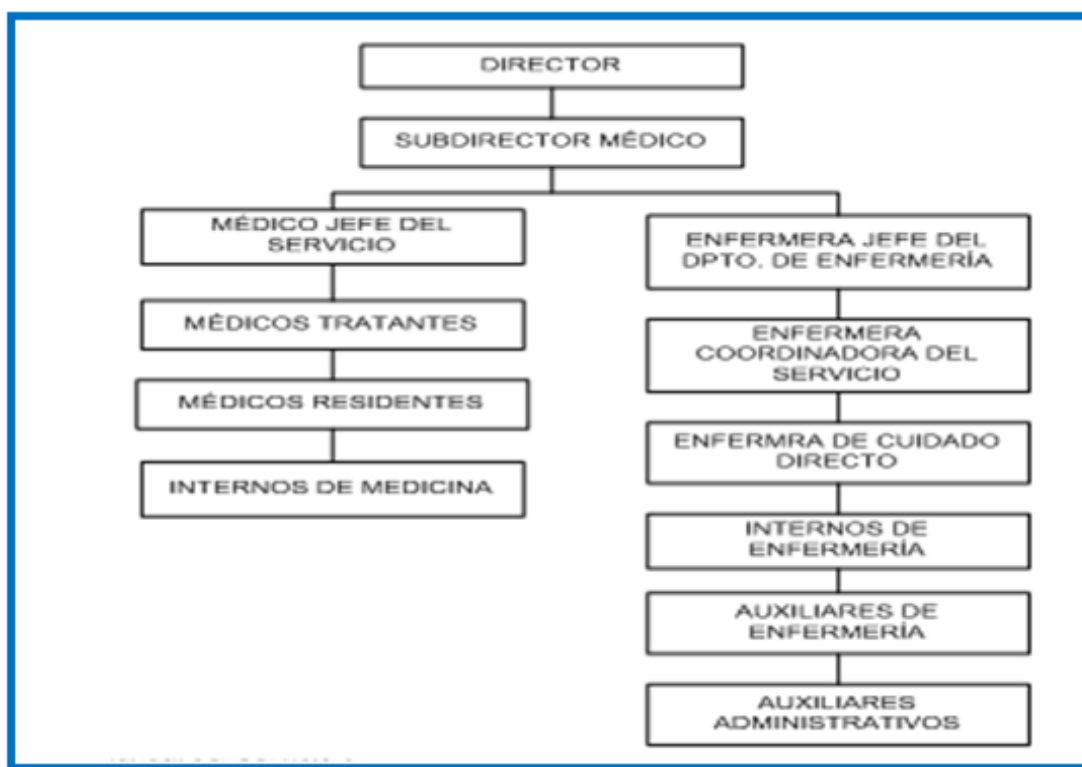 DIRECTOR
SUBDIRECTOR MÉDICO
MÉDICO JEFE DEL
SERVICIO
MÉDICOS TRATANTES
MÉDICOS RESIDENTES
INTERNOS DE MEDICINA
ENFERMERA JEFE DEL
DPTO. DE ENFERMERÍA
ENFERMERA
COORDINADORA DEL
SERVICIO
ENFERMRA DE CUIDADO
DIRECTO
INTERNOS DE
ENFERMERÍA
AUXILIARES DE
ENFERMERÍA
AUXILIARES
ADMINISTRATIVOS